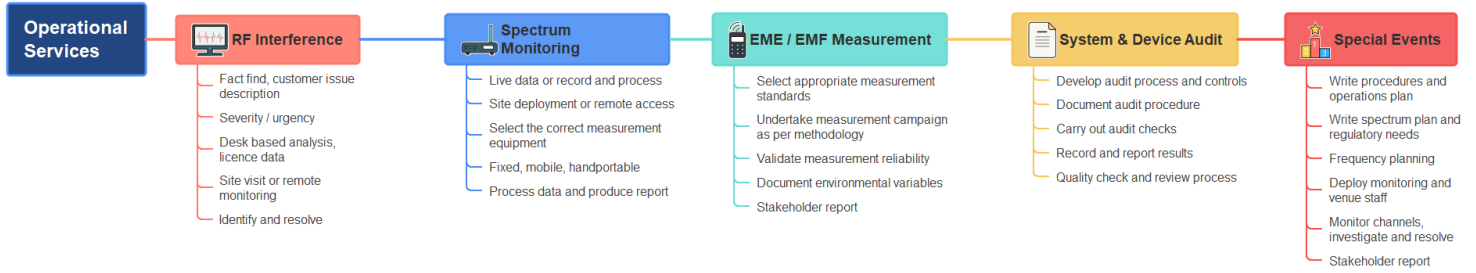 Operational
Services
RF Interference
Fact find, customer issue
description
Severity / urgency
Desk based analysis,
licence data
Site visit or remote
monitoring
Identify and resolve
Spectrum
Monitoring
Live data or record and process
Site deployment or remote access
Select the correct measurement
equipment
Fixed, mobile, handportable
Process data and produce report
EME / EMF Measurement
Select appropriate measurement
standards
Undertake measurement campaign
as per methodology
Validate measurement reliability
Document environmental variables
Stakeholder report
System & Device Audit
Develop audit process and controls
Document audit procedure
Carry out audit checks
Record and report results
Quality check and review process
Special Events
Write procedures and
operations plan
Write spectrum plan and
regulatory needs
Frequency planning
Deploy monitoring and
venue staff
Monitor channels,
investigate and resolve
Stakeholder report